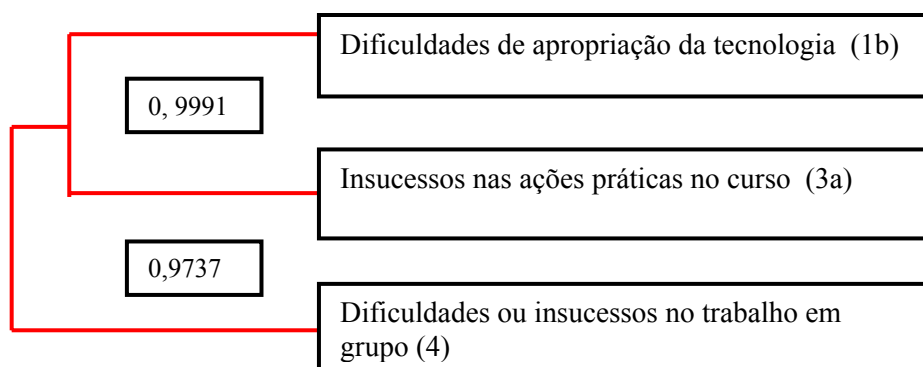 Dificuldades de apropriação da tecnologia (1b)
0, 9991
Insucessos nas ações práticas no curso (3a)
0,9737
Dificuldades ou insucessos no trabalho em
grupo (4)